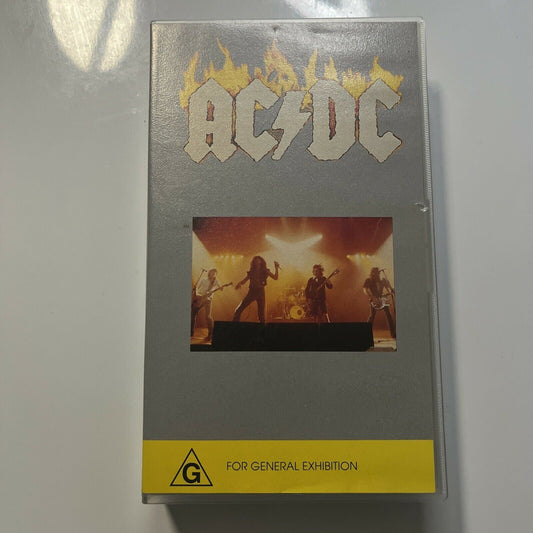 AC⚡DC
G
FOR GENERAL EXHIBITION